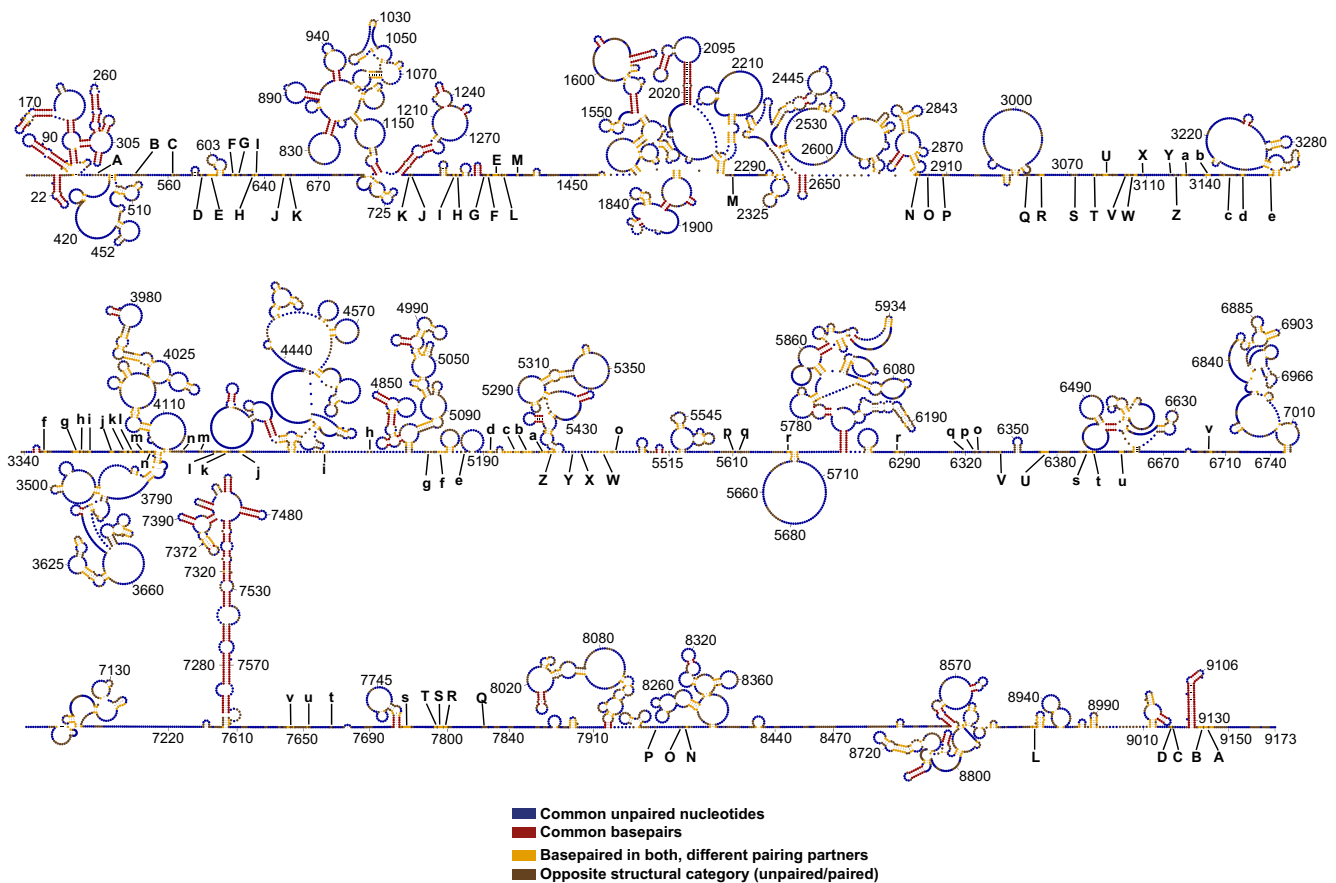 1030
940
1050
2095
260
1070
2210
2445
1600
170
890
1240
2020
3000
1210
1550
2843
90
1150
2530
3220
305
603
1270
3280
830
2600
2870
A
B
C
F
G
I
E
M
2290
2910
U
X
Y
a
b
560
640
670
1450
3070
3110
3140
22
510
D
E
H
J
K
725
K
J
I
H
G
F
L
1840
M
2325
2650
N
O
P
Q
R
S
T
V
W
Z
c
d
e
420
452
1900
3980
4570
4990
5934
6885
6903
4025
4440
5050
5310
5350
5860
6840
5290
6080
6966
4110
4850
5090
6490
6630
7010
5780
6190
f
g
h
i
j
k
l
m
n
m
h
d
c
b
a
5430
o
5545
p
q
r
r
q
p
o
6350
v
3340
n
l
k
j
i
g
f
e
5190
Z
Y
X
W
5515
5610
5710
6290
6320
V
U
6380
s
t
u
6670
6710
6740
3500
3790
5660
7390
7480
5680
3625
7372
3660
7320
7530
7130
7280
7570
7745
8080
8320
8570
9106
8020
8260
8360
8940
8990
v
u
t
s
T
S
R
Q
7220
7610
7650
7690
7800
7840
7910
8440
8470
8720
9010
9130
9150
9173
P
O
N
8800
L
D
C
B
A
Common unpaired nucleotides
Common basepairs
Basepaired in both, different pairing partners
Opposite structural category (unpaired/paired)